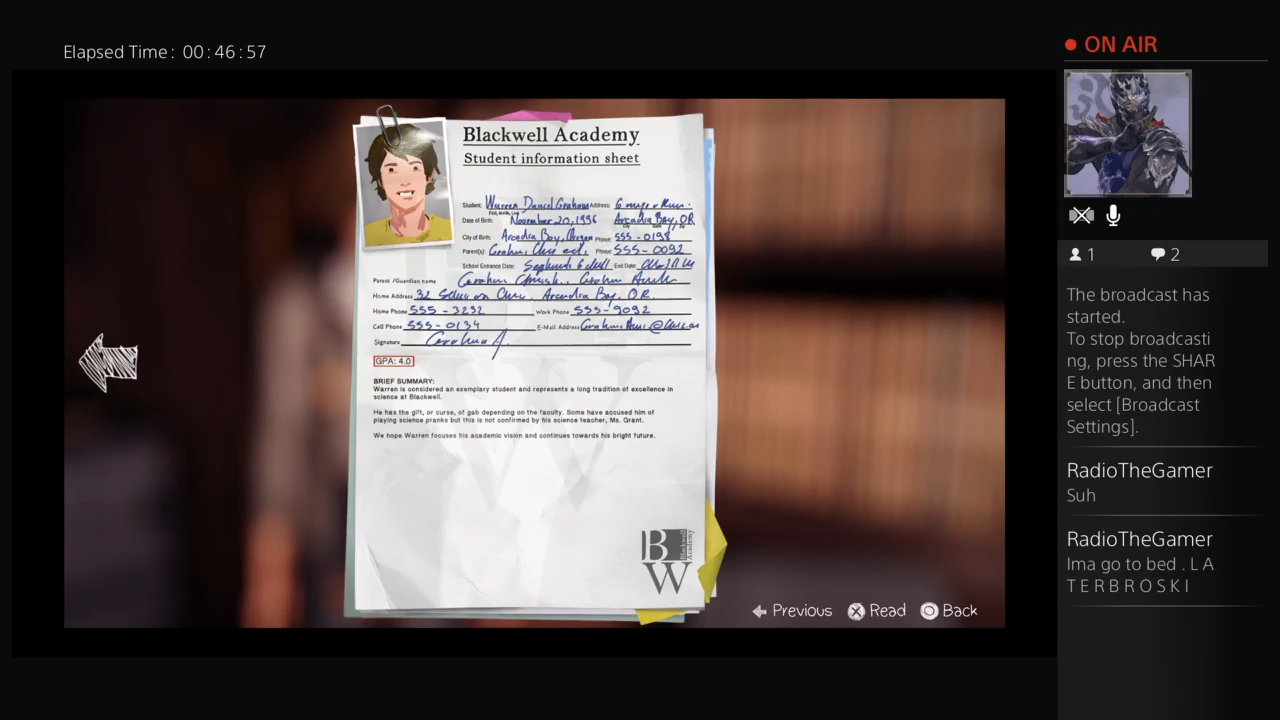 Elapsed Time: 00:46:57
ON AIR
1 2
The broadcast has
started.
To stop broadcasti
ng, press the SHAR
E button, and then
select [Broadcast
Settings].
RadioTheGamer
Suh
RadioTheGamer
Ima go to bed . L A
T E R B R O S K I
Blackwell Academy
Student information sheet
Student: Warren Daniel Graham Address:
First, Middle, Last
Date of Birth: November 20, 1996 Arcadia Bay, OR
City of Birth: Arcadia Bay, Oregon Phone: 555-0198
Parent(s): Phone: 555-0092
School Entrance Date: Exit Date:
Parent /Guardian name
Home Address 32 Arcadia Bay, OR.
Home Phone 555-3232 Work Phone 555-9092
Cell Phone 555-0134 E-Mail Address
Signature
GPA: 4.0
BRIEF SUMMARY:
Warren is considered an exemplary student and represents a long tradition of excellence in
science at Blackwell.
He has the gift, or curse, of gab depending on the faculty. Some have accused him of
playing science pranks but this is not confirmed by his science teacher, Ms. Grant.
We hope Warren focuses his academic vision and continues towards his bright future.
B
W
Blackwell
Academy
Previous Read Back